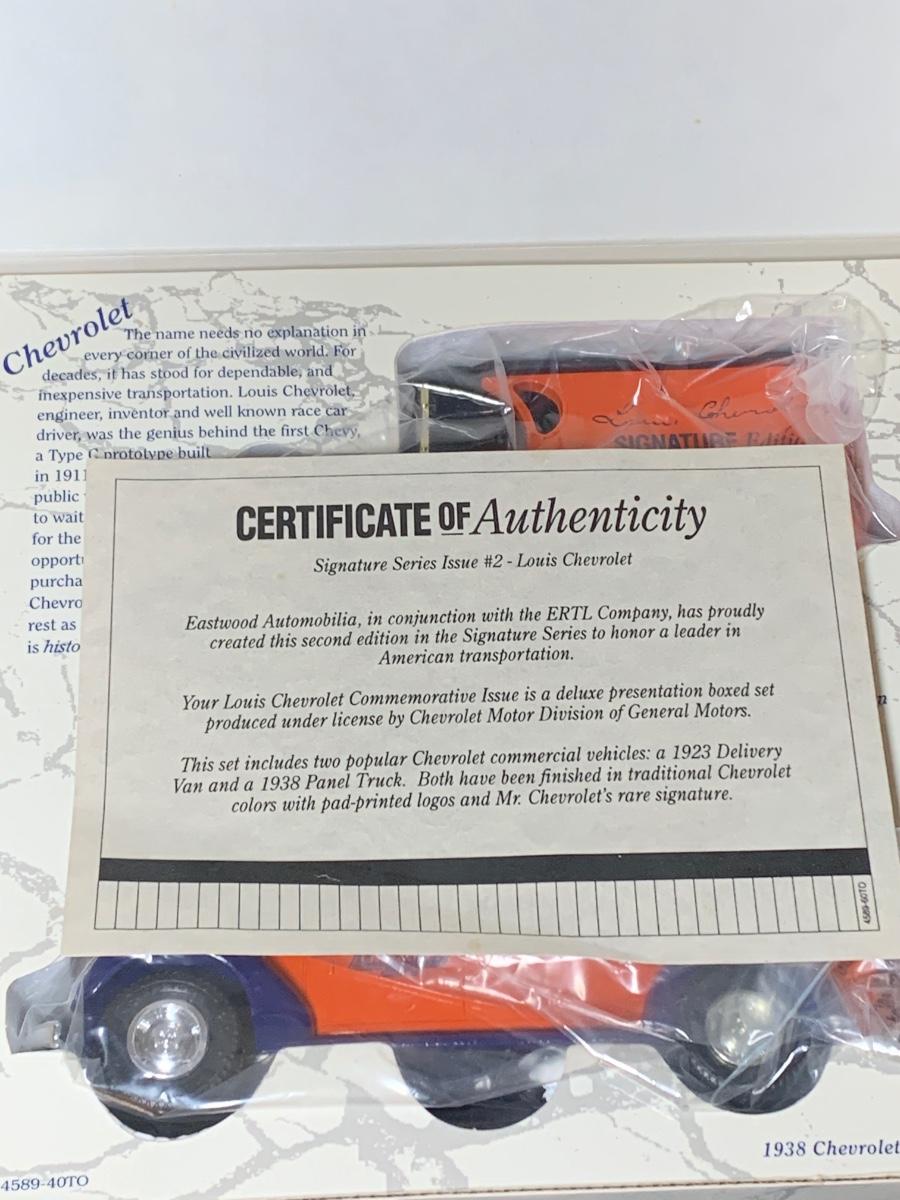 Chevrolet
The name needs no explanation in
every corner of the civilized world. For
decades, it has stood for dependable, and
inexpensive transportation. Louis Chevrolet,
engineer, inventor and well known race car
driver, was the genius behind the first Chevy,
a Type C prototype built
in 1911
public
to wait
for the
rest as
is histo
SIGNATURE Editio
CERTIFICATE OF Authenticity
Signature Series Issue #2 - Louis Chevrolet
Eastwood Automobilia, in conjunction with the ERTL Company, has proudly
created this second edition in the Signature Series to honor a leader in
American transportation.
Your Louis Chevrolet Commemorative Issue is a deluxe presentation boxed set
produced under license by Chevrolet Motor Division of General Motors.
This set includes two popular Chevrolet commercial vehicles: a 1923 Delivery
Van and a 1938 Panel Truck. Both have been finished in traditional Chevrolet
colors with pad-printed logos and Mr. Chevrolet's rare signature.
4589-60TO
1938 Chevrolet
4589-40TO